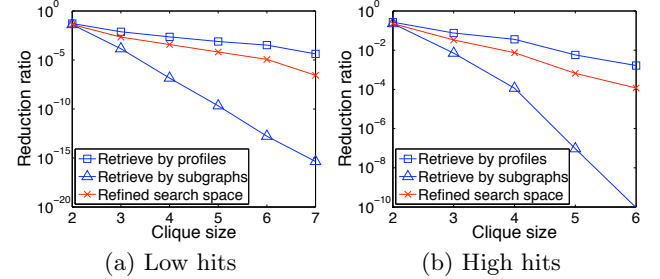 Reduction ratio
10^0
10^-5
10^-10
10^-15
10^-20
Retrieve by profiles
Retrieve by subgraphs
Refined search space
2 3 4 5 6 7
Clique size
(a) Low hits
Reduction ratio
10^0
10^-2
10^-4
10^-6
10^-8
10^-10
Retrieve by profiles
Retrieve by subgraphs
Refined search space
2 3 4 5 6
Clique size
(b) High hits